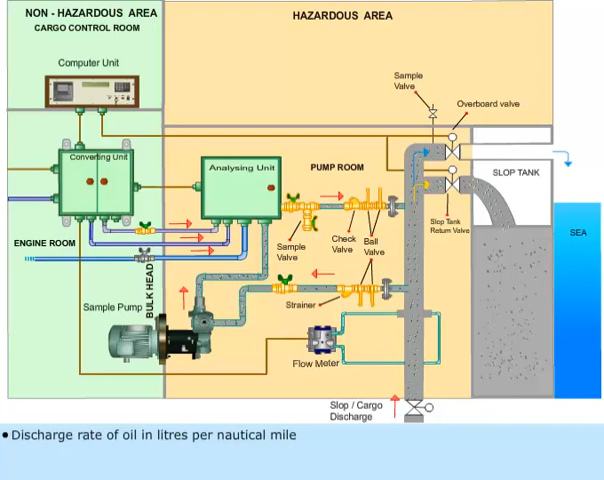 NON - HAZARDOUS AREA
CARGO CONTROL ROOM
HAZARDOUS AREA
Computer Unit
Sample
Valve
Overboard valve
Converting Unit
Analysing Unit
PUMP ROOM
SLOP TANK
Slop Tank
Return Valve
SEA
ENGINE ROOM
Sample
Valve
Check
Valve
Ball
Valve
BULK HEAD
Sample Pump
Strainer
Flow Meter
Slop / Cargo
Discharge
• Discharge rate of oil in litres per nautical mile